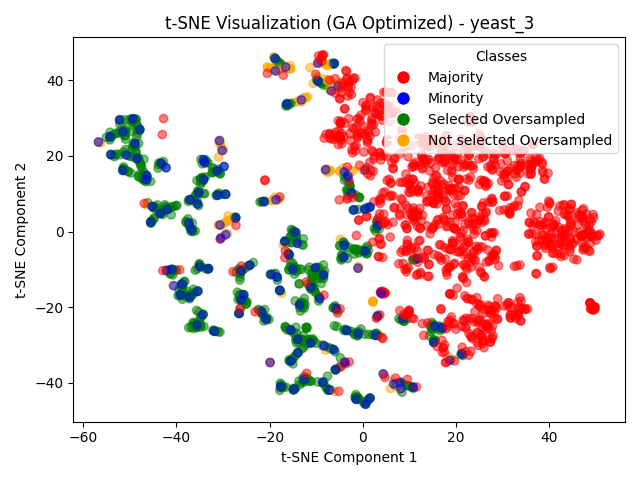 t-SNE Visualization (GA Optimized) - yeast_3
Classes
Majority
Minority
Selected Oversampled
Not selected Oversampled
t-SNE Component 2
40
20
0
−20
−40
−60
−40
−20
0
20
40
t-SNE Component 1